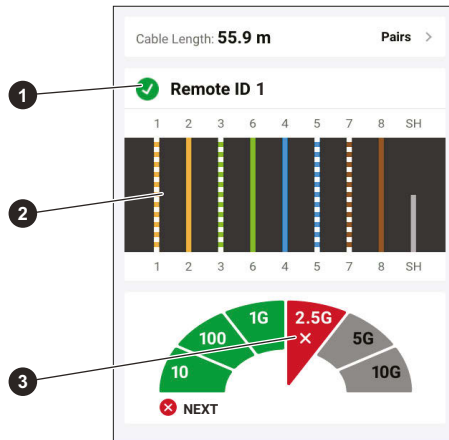 Cable Length: 55.9 m Pairs >
1 Remote ID 1
1 2 3 6 4 5 7 8 SH
2
1 2 3 6 4 5 7 8 SH
1G 2.5G
100 5G
10 10G
3
NEXT